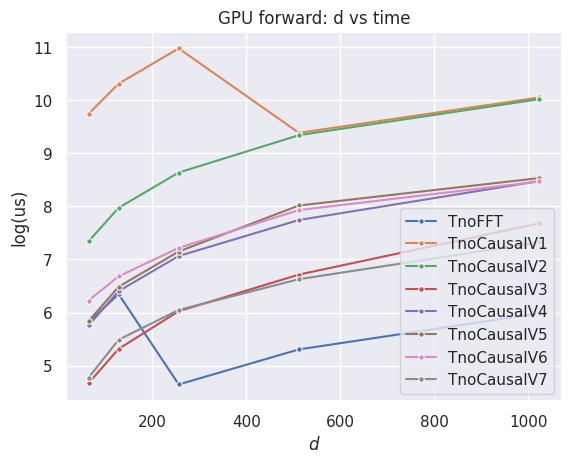 GPU forward: d vs time
log(us)
11
10
9
8
7
6
5
TnoFFT
TnoCausalV1
TnoCausalV2
TnoCausalV3
TnoCausalV4
TnoCausalV5
TnoCausalV6
TnoCausalV7
200
400
600
800
1000
d